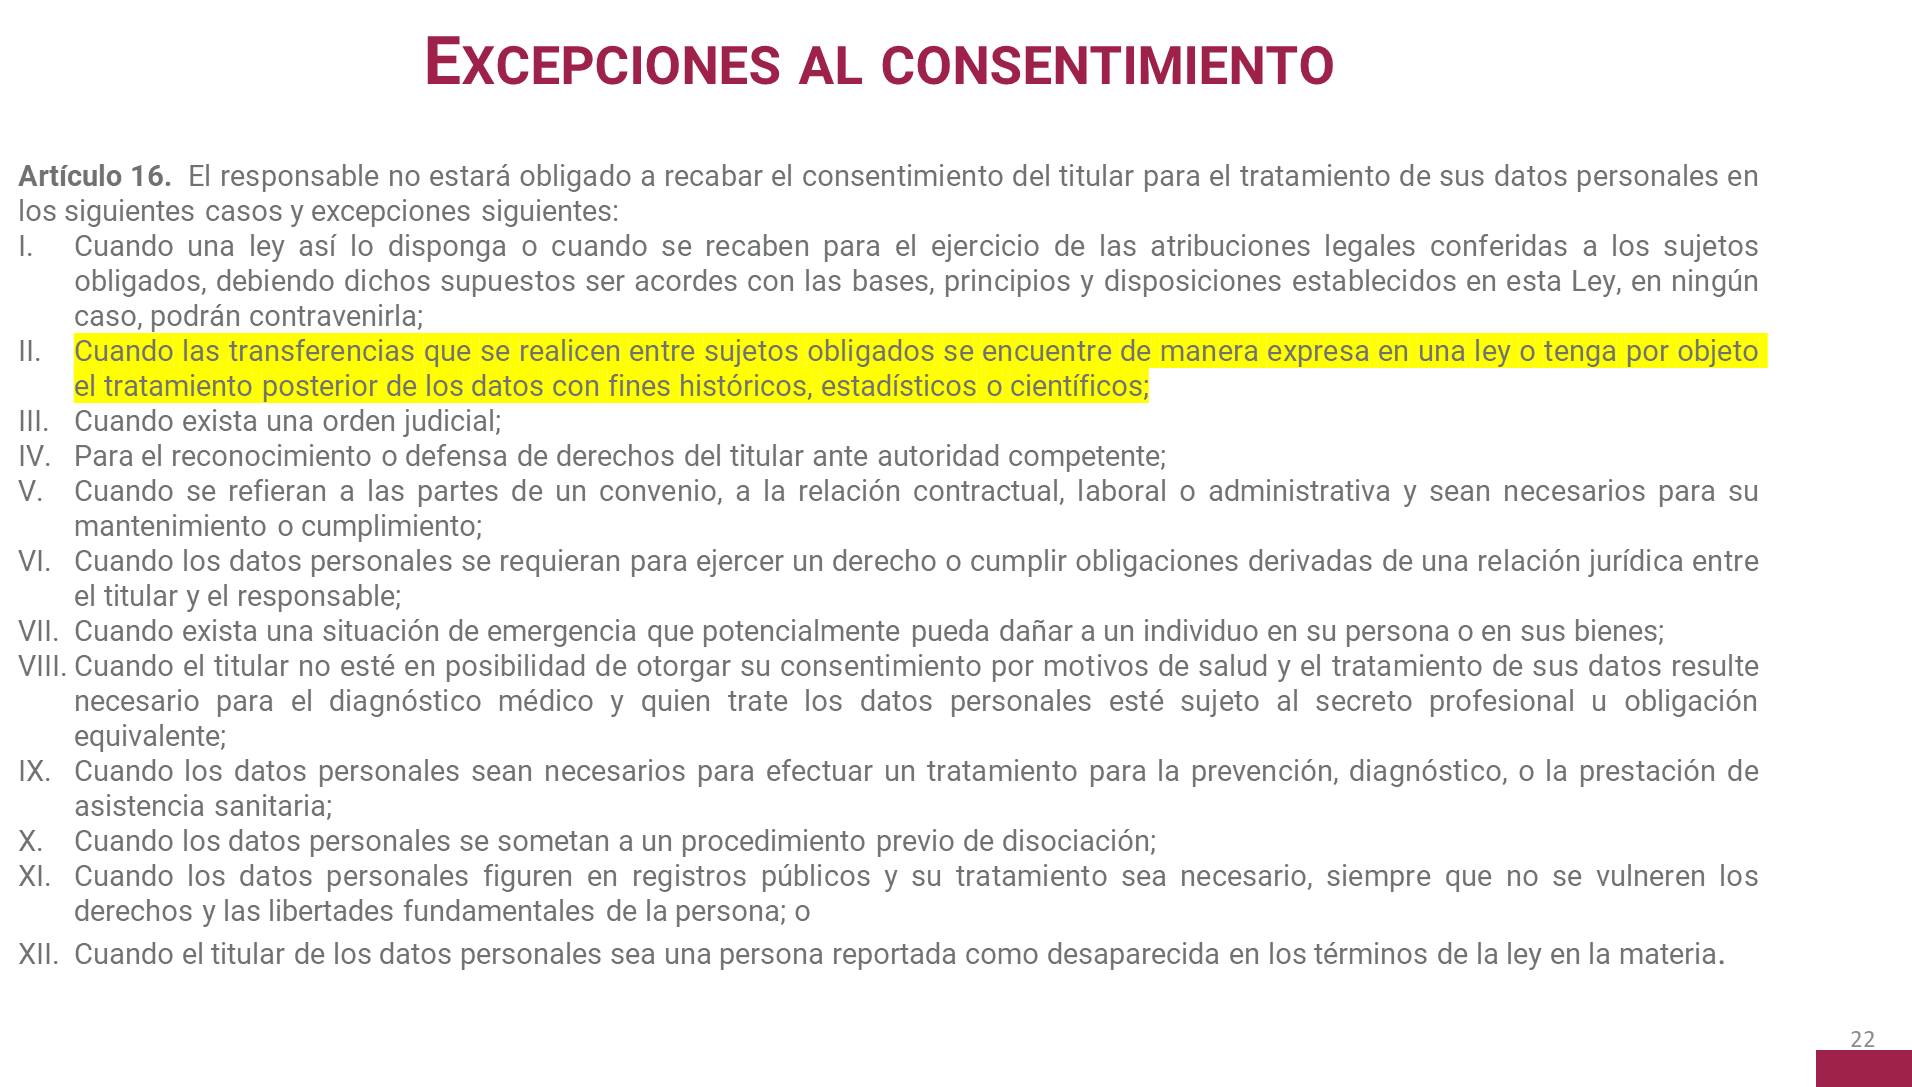 EXCEPCIONES AL CONSENTIMIENTO
Artículo 16. El responsable no estará obligado a recabar el consentimiento del titular para el tratamiento de sus datos personales en
los siguientes casos y excepciones siguientes:
I. Cuando una ley así lo disponga o cuando se recaben para el ejercicio de las atribuciones legales conferidas a los sujetos
obligados, debiendo dichos supuestos ser acordes con las bases, principios y disposiciones establecidos en esta Ley, en ningún
caso, podrán contravenirla;
II. Cuando las transferencias que se realicen entre sujetos obligados se encuentre de manera expresa en una ley o tenga por objeto
el tratamiento posterior de los datos con fines históricos, estadísticos o científicos;
III. Cuando exista una orden judicial;
IV. Para el reconocimiento o defensa de derechos del titular ante autoridad competente;
V. Cuando se refieran a las partes de un convenio, a la relación contractual, laboral o administrativa y sean necesarios para su
mantenimiento o cumplimiento;
VI. Cuando los datos personales se requieran para ejercer un derecho o cumplir obligaciones derivadas de una relación jurídica entre
el titular y el responsable;
VII. Cuando exista una situación de emergencia que potencialmente pueda dañar a un individuo en su persona o en sus bienes;
VIII. Cuando el titular no esté en posibilidad de otorgar su consentimiento por motivos de salud y el tratamiento de sus datos resulte
necesario para el diagnóstico médico y quien trate los datos personales esté sujeto al secreto profesional u obligación
equivalente;
IX. Cuando los datos personales sean necesarios para efectuar un tratamiento para la prevención, diagnóstico, o la prestación de
asistencia sanitaria;
X. Cuando los datos personales se sometan a un procedimiento previo de disociación;
XI. Cuando los datos personales figuren en registros públicos y su tratamiento sea necesario, siempre que no se vulneren los
derechos y las libertades fundamentales de la persona; o
XII. Cuando el titular de los datos personales sea una persona reportada como desaparecida en los términos de la ley en la materia.
22